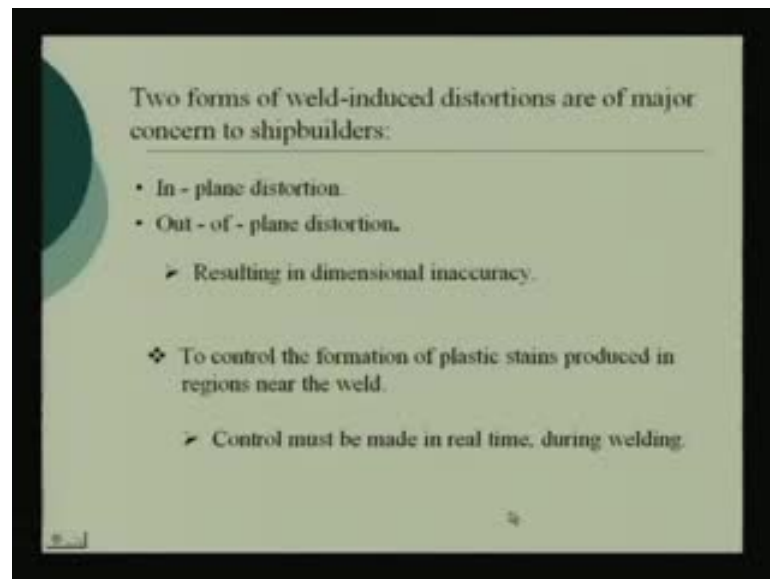 Two forms of weld-induced distortions are of major
concern to shipbuilders:
• In - plane distortion.
• Out - of - plane distortion.
➢ Resulting in dimensional inaccuracy.
❖ To control the formation of plastic stains produced in
regions near the weld.
➢ Control must be made in real time, during welding.